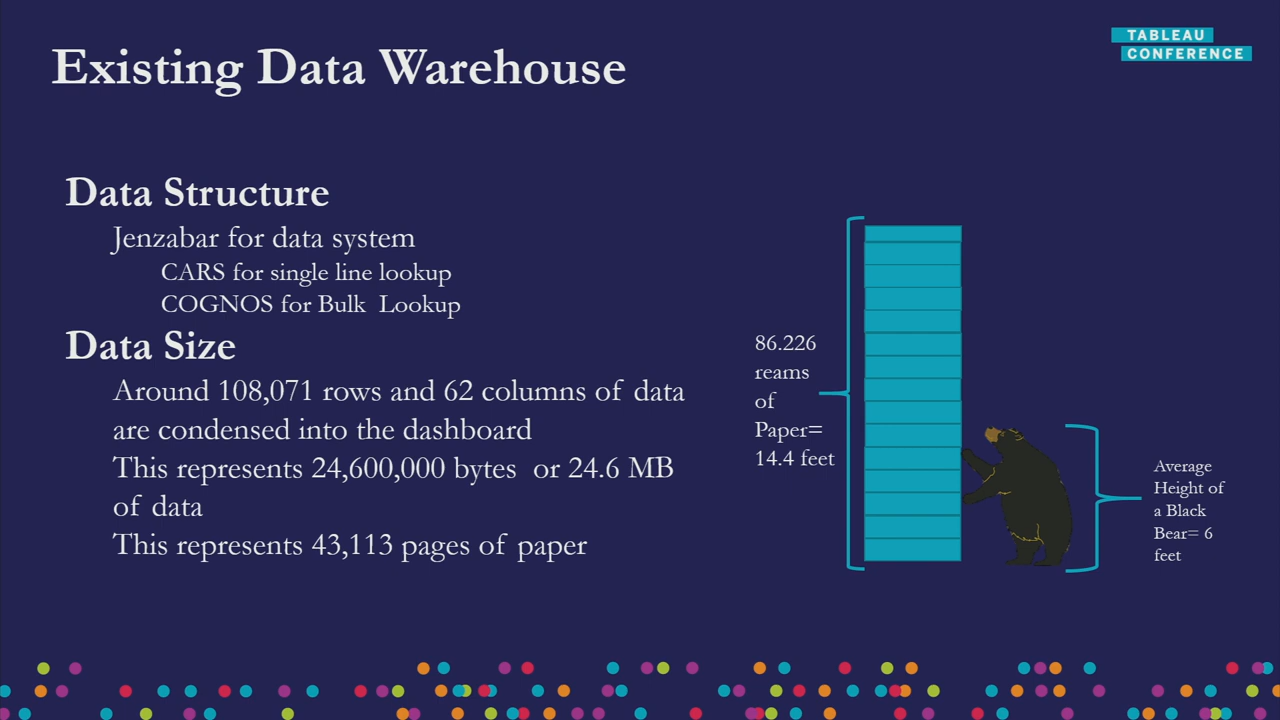 Existing Data Warehouse
TABLEAU
CONFERENCE
Data Structure
Jenzabar for data system
CARS for single line lookup
COGNOS for Bulk Lookup
Data Size
Around 108,071 rows and 62 columns of data
are condensed into the dashboard
This represents 24,600,000 bytes or 24.6 MB
of data
This represents 43,113 pages of paper
86.226
reams
of
Paper=
14.4 feet
Average
Height of
a Black
Bear= 6
feet